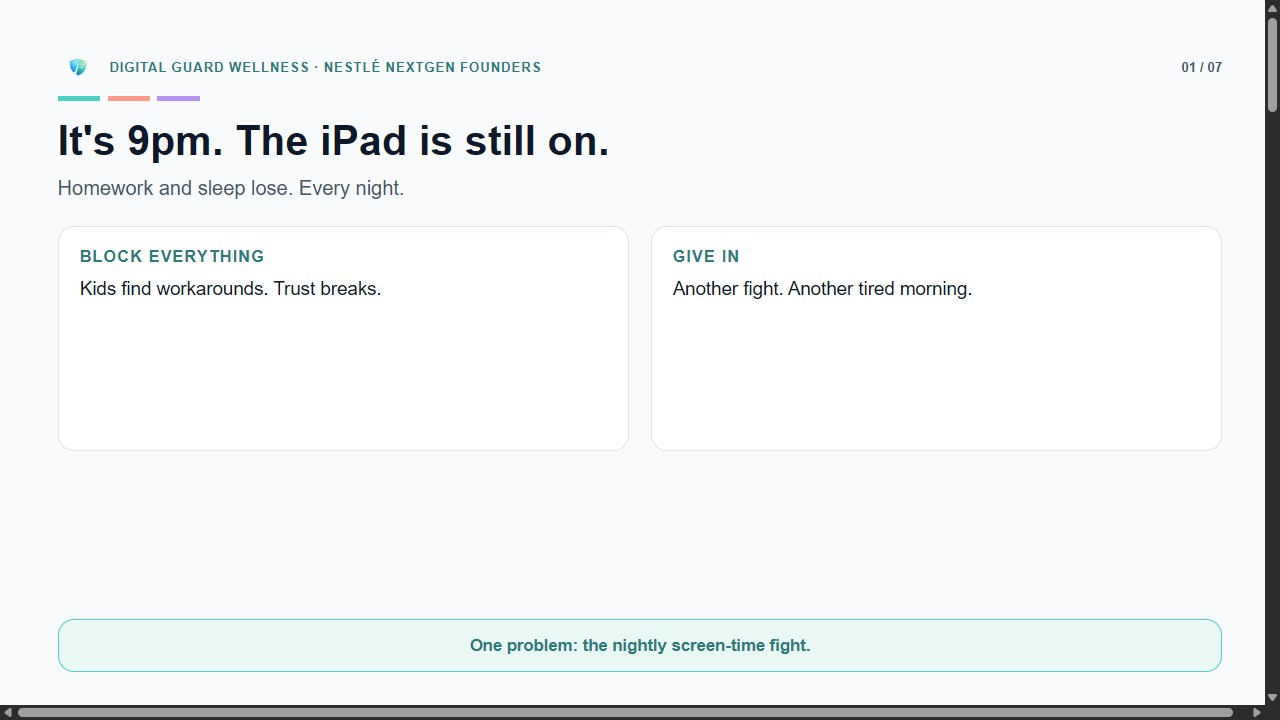 DIGITAL GUARD WELLNESS · NESTLÉ NEXTGEN FOUNDERS
01 / 07
It's 9pm. The iPad is still on.
Homework and sleep lose. Every night.
BLOCK EVERYTHING
Kids find workarounds. Trust breaks.
GIVE IN
Another fight. Another tired morning.
One problem: the nightly screen-time fight.